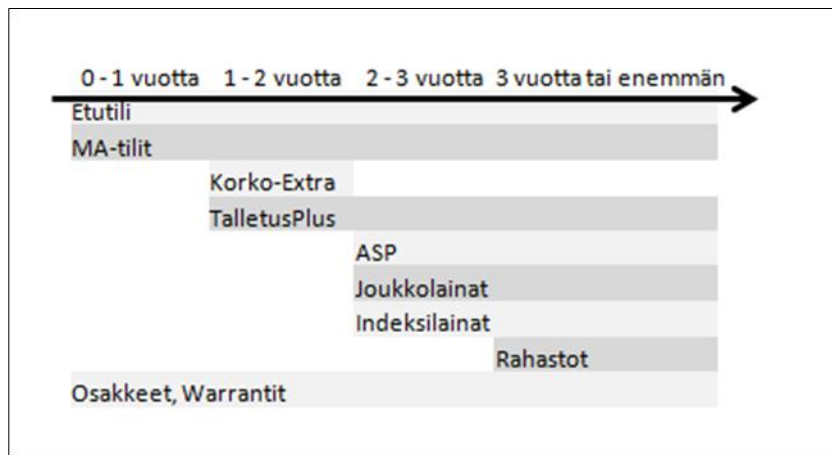 0 - 1 vuotta 1 - 2 vuotta 2 - 3 vuotta 3 vuotta tai enemmän
Etutili
MA-tilit
Korko-Extra
TalletusPlus
ASP
Joukkolainat
Indeksilainat
Rahastot
Osakkeet, Warrantit